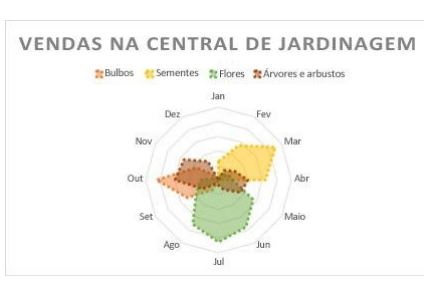 VENDAS NA CENTRAL DE JARDINAGEM
Bulbos Sementes Flores Árvores e arbustos
Jan
Dez Fev
Nov Mar
Out Abr
Set Maio
Ago Jun
Jul